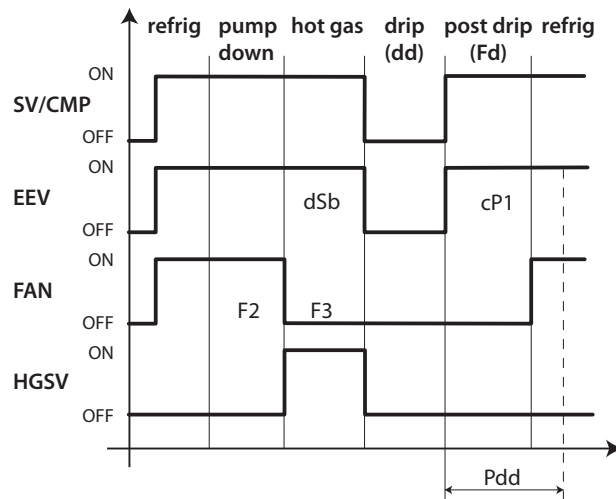 refrig pump hot gas drip post drip refrig
down (dd) (Fd)
ON
SV/CMP
OFF
ON
EEV
dSb cP1
OFF
ON
FAN
F2 F3
OFF
ON
HGSV
OFF
Pdd